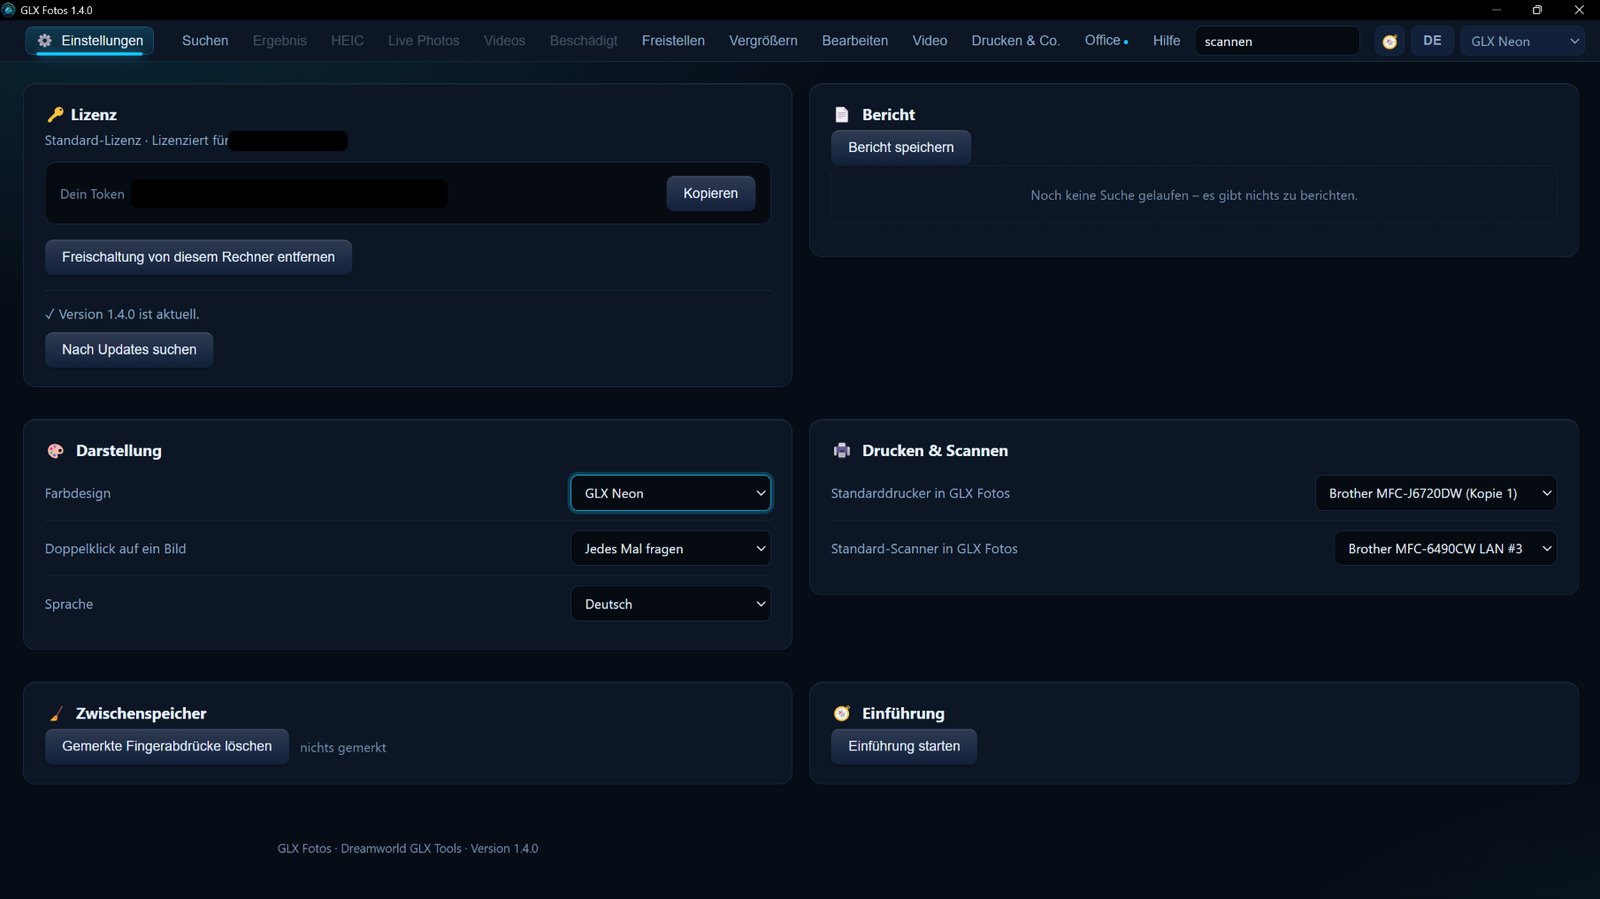 GLX Fotos 1.4.0
Einstellungen
Suchen
Ergebnis
HEIC
Live Photos
Videos
Beschädigt
Freistellen
Vergrößern
Bearbeiten
Video
Drucken & Co.
Office
Hilfe
scannen
DE
GLX Neon
Lizenz
Standard-Lizenz · Lizenziert für
Dein Token
Kopieren
Freischaltung von diesem Rechner entfernen
✓ Version 1.4.0 ist aktuell.
Nach Updates suchen
Bericht
Bericht speichern
Noch keine Suche gelaufen – es gibt nichts zu berichten.
Darstellung
Farbdesign
GLX Neon
Doppelklick auf ein Bild
Jedes Mal fragen
Sprache
Deutsch
Drucken & Scannen
Standarddrucker in GLX Fotos
Brother MFC-J6720DW (Kopie 1)
Standard-Scanner in GLX Fotos
Brother MFC-6490CW LAN #3
Zwischenspeicher
Gemerkte Fingerabdrücke löschen
nichts gemerkt
Einführung
Einführung starten
GLX Fotos · Dreamworld GLX Tools · Version 1.4.0